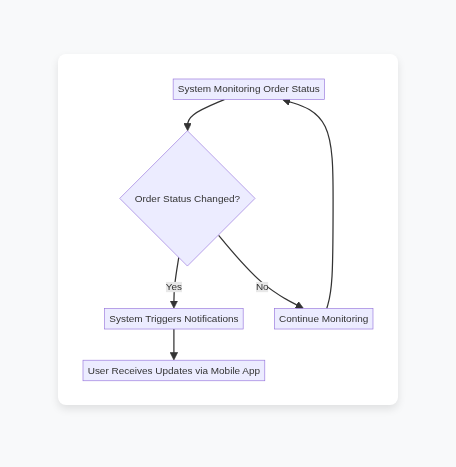 System Monitoring Order Status
Order Status Changed?
Yes
No
System Triggers Notifications
Continue Monitoring
User Receives Updates via Mobile App